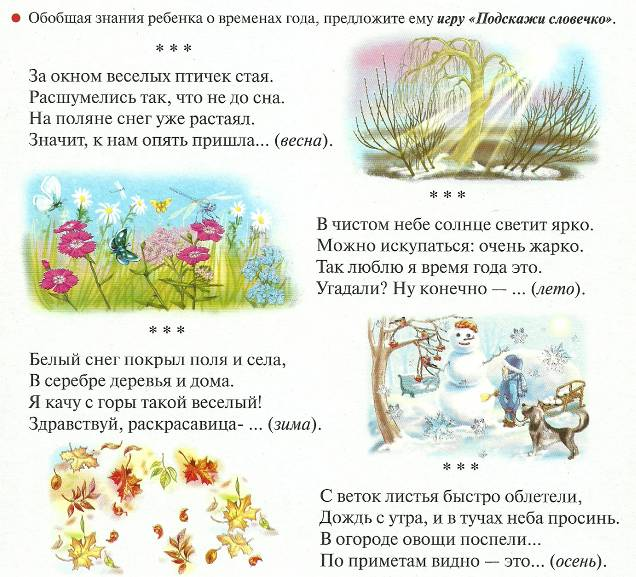 • Обобщая знания ребенка о временах года, предложите ему игру «Подскажи словечко».
* * *
За окном веселых птичек стая.
Расшумелись так, что не до сна.
На поляне снег уже растаял.
Значит, к нам опять пришла... (весна).
* * *
В чистом небе солнце светит ярко.
Можно искупаться: очень жарко.
Так люблю я время года это.
Угадали? Ну конечно — ... (лето).
* * *
Белый снег покрыл поля и села,
В серебре деревья и дома.
Я качу с горы такой веселый!
Здравствуй, раскрасавица- ... (зима).
* * *
С веток листья быстро облетели,
Дождь с утра, и в тучах неба просинь.
В огороде овощи поспели...
По приметам видно — это... (осень).